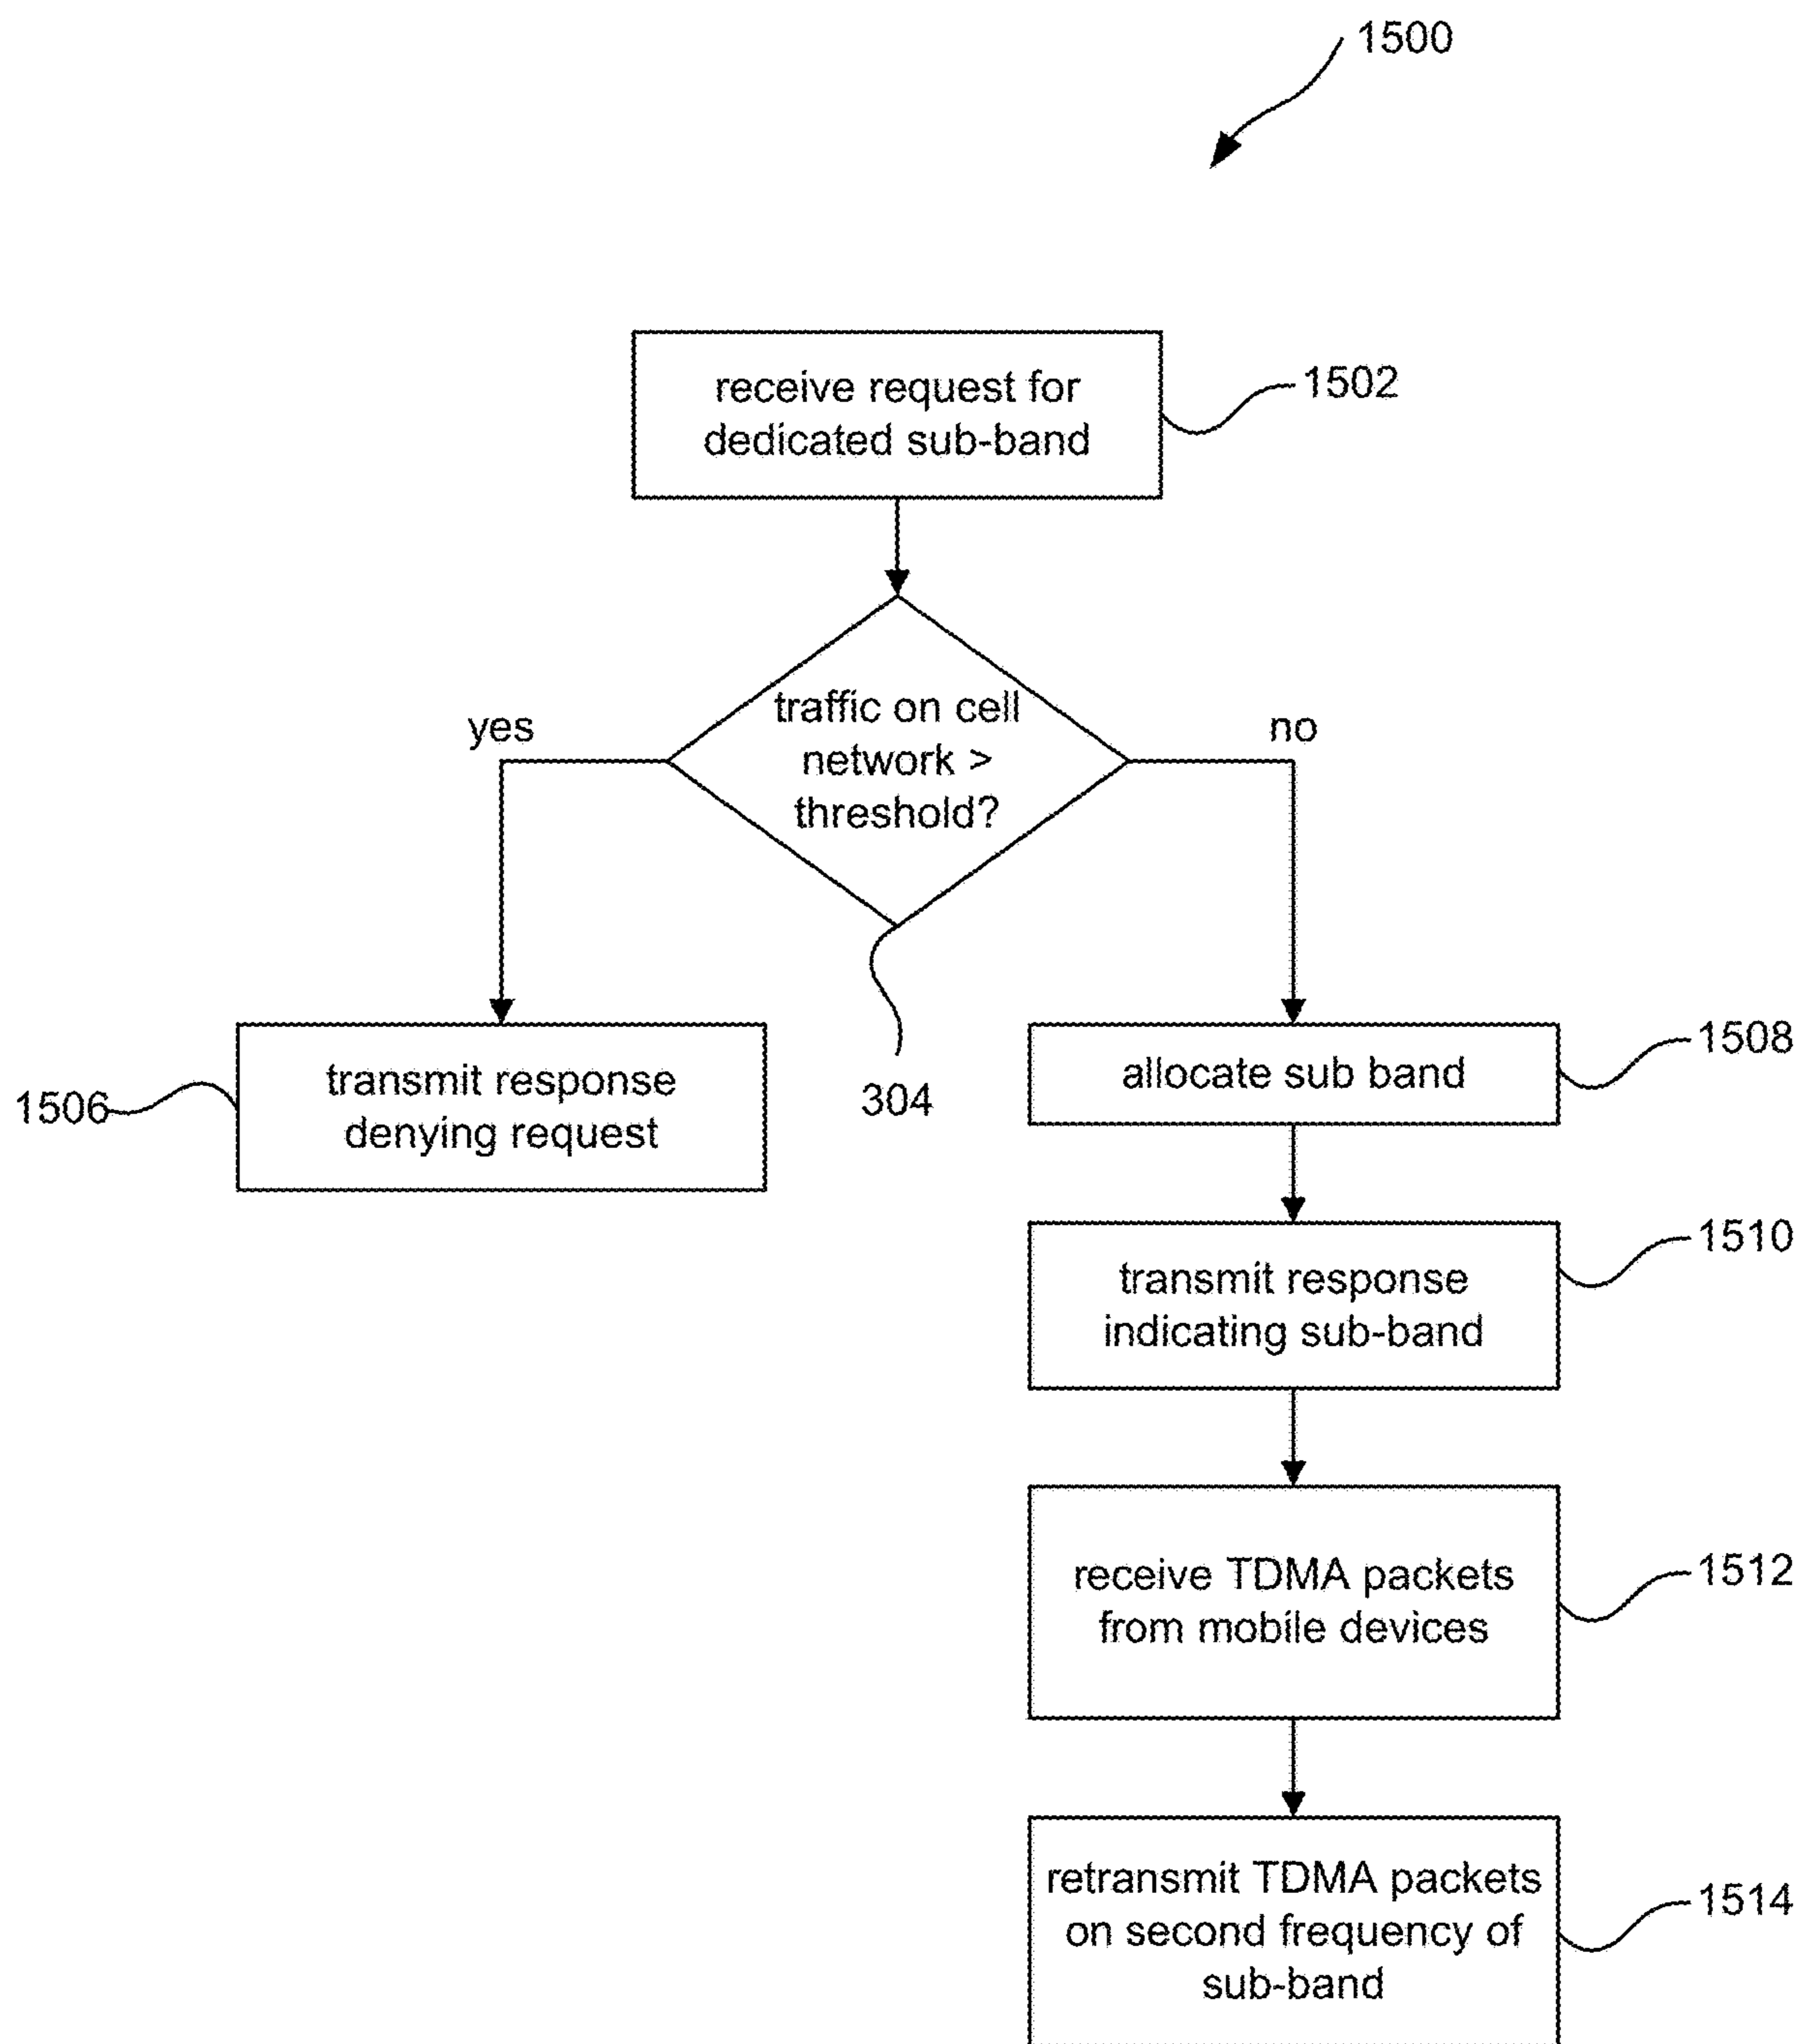 1500
receive request for
dedicated sub-band
1502
traffic on cell
network >
threshold?
yes
no
304
transmit response
denying request
1506
allocate sub band
1508
transmit response
indicating sub-band
1510
receive TDMA packets
from mobile devices
1512
retransmit TDMA packets
on second frequency of
sub-band
1514